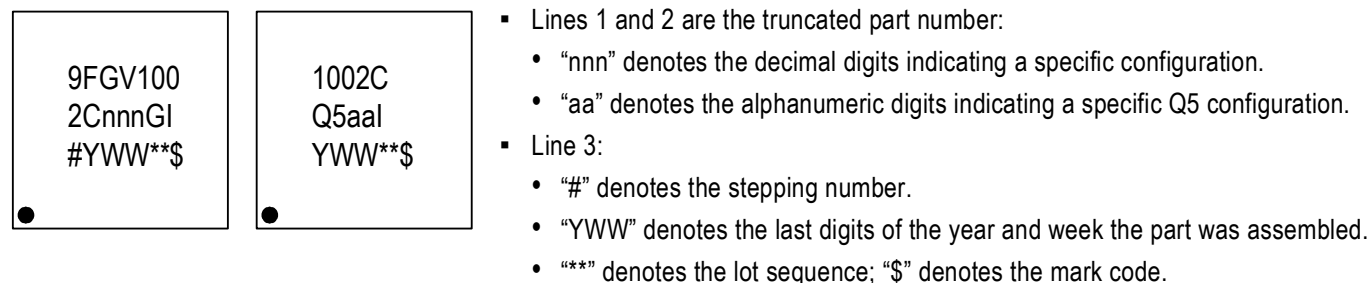 9FGV100
2CnnnGI
#YWW**$
1002C
Q5aaI
YWW**$
▪ Lines 1 and 2 are the truncated part number:
• “nnn” denotes the decimal digits indicating a specific configuration.
• “aa” denotes the alphanumeric digits indicating a specific Q5 configuration.
▪ Line 3:
• “#” denotes the stepping number.
• “YWW” denotes the last digits of the year and week the part was assembled.
• “**” denotes the lot sequence; “$” denotes the mark code.